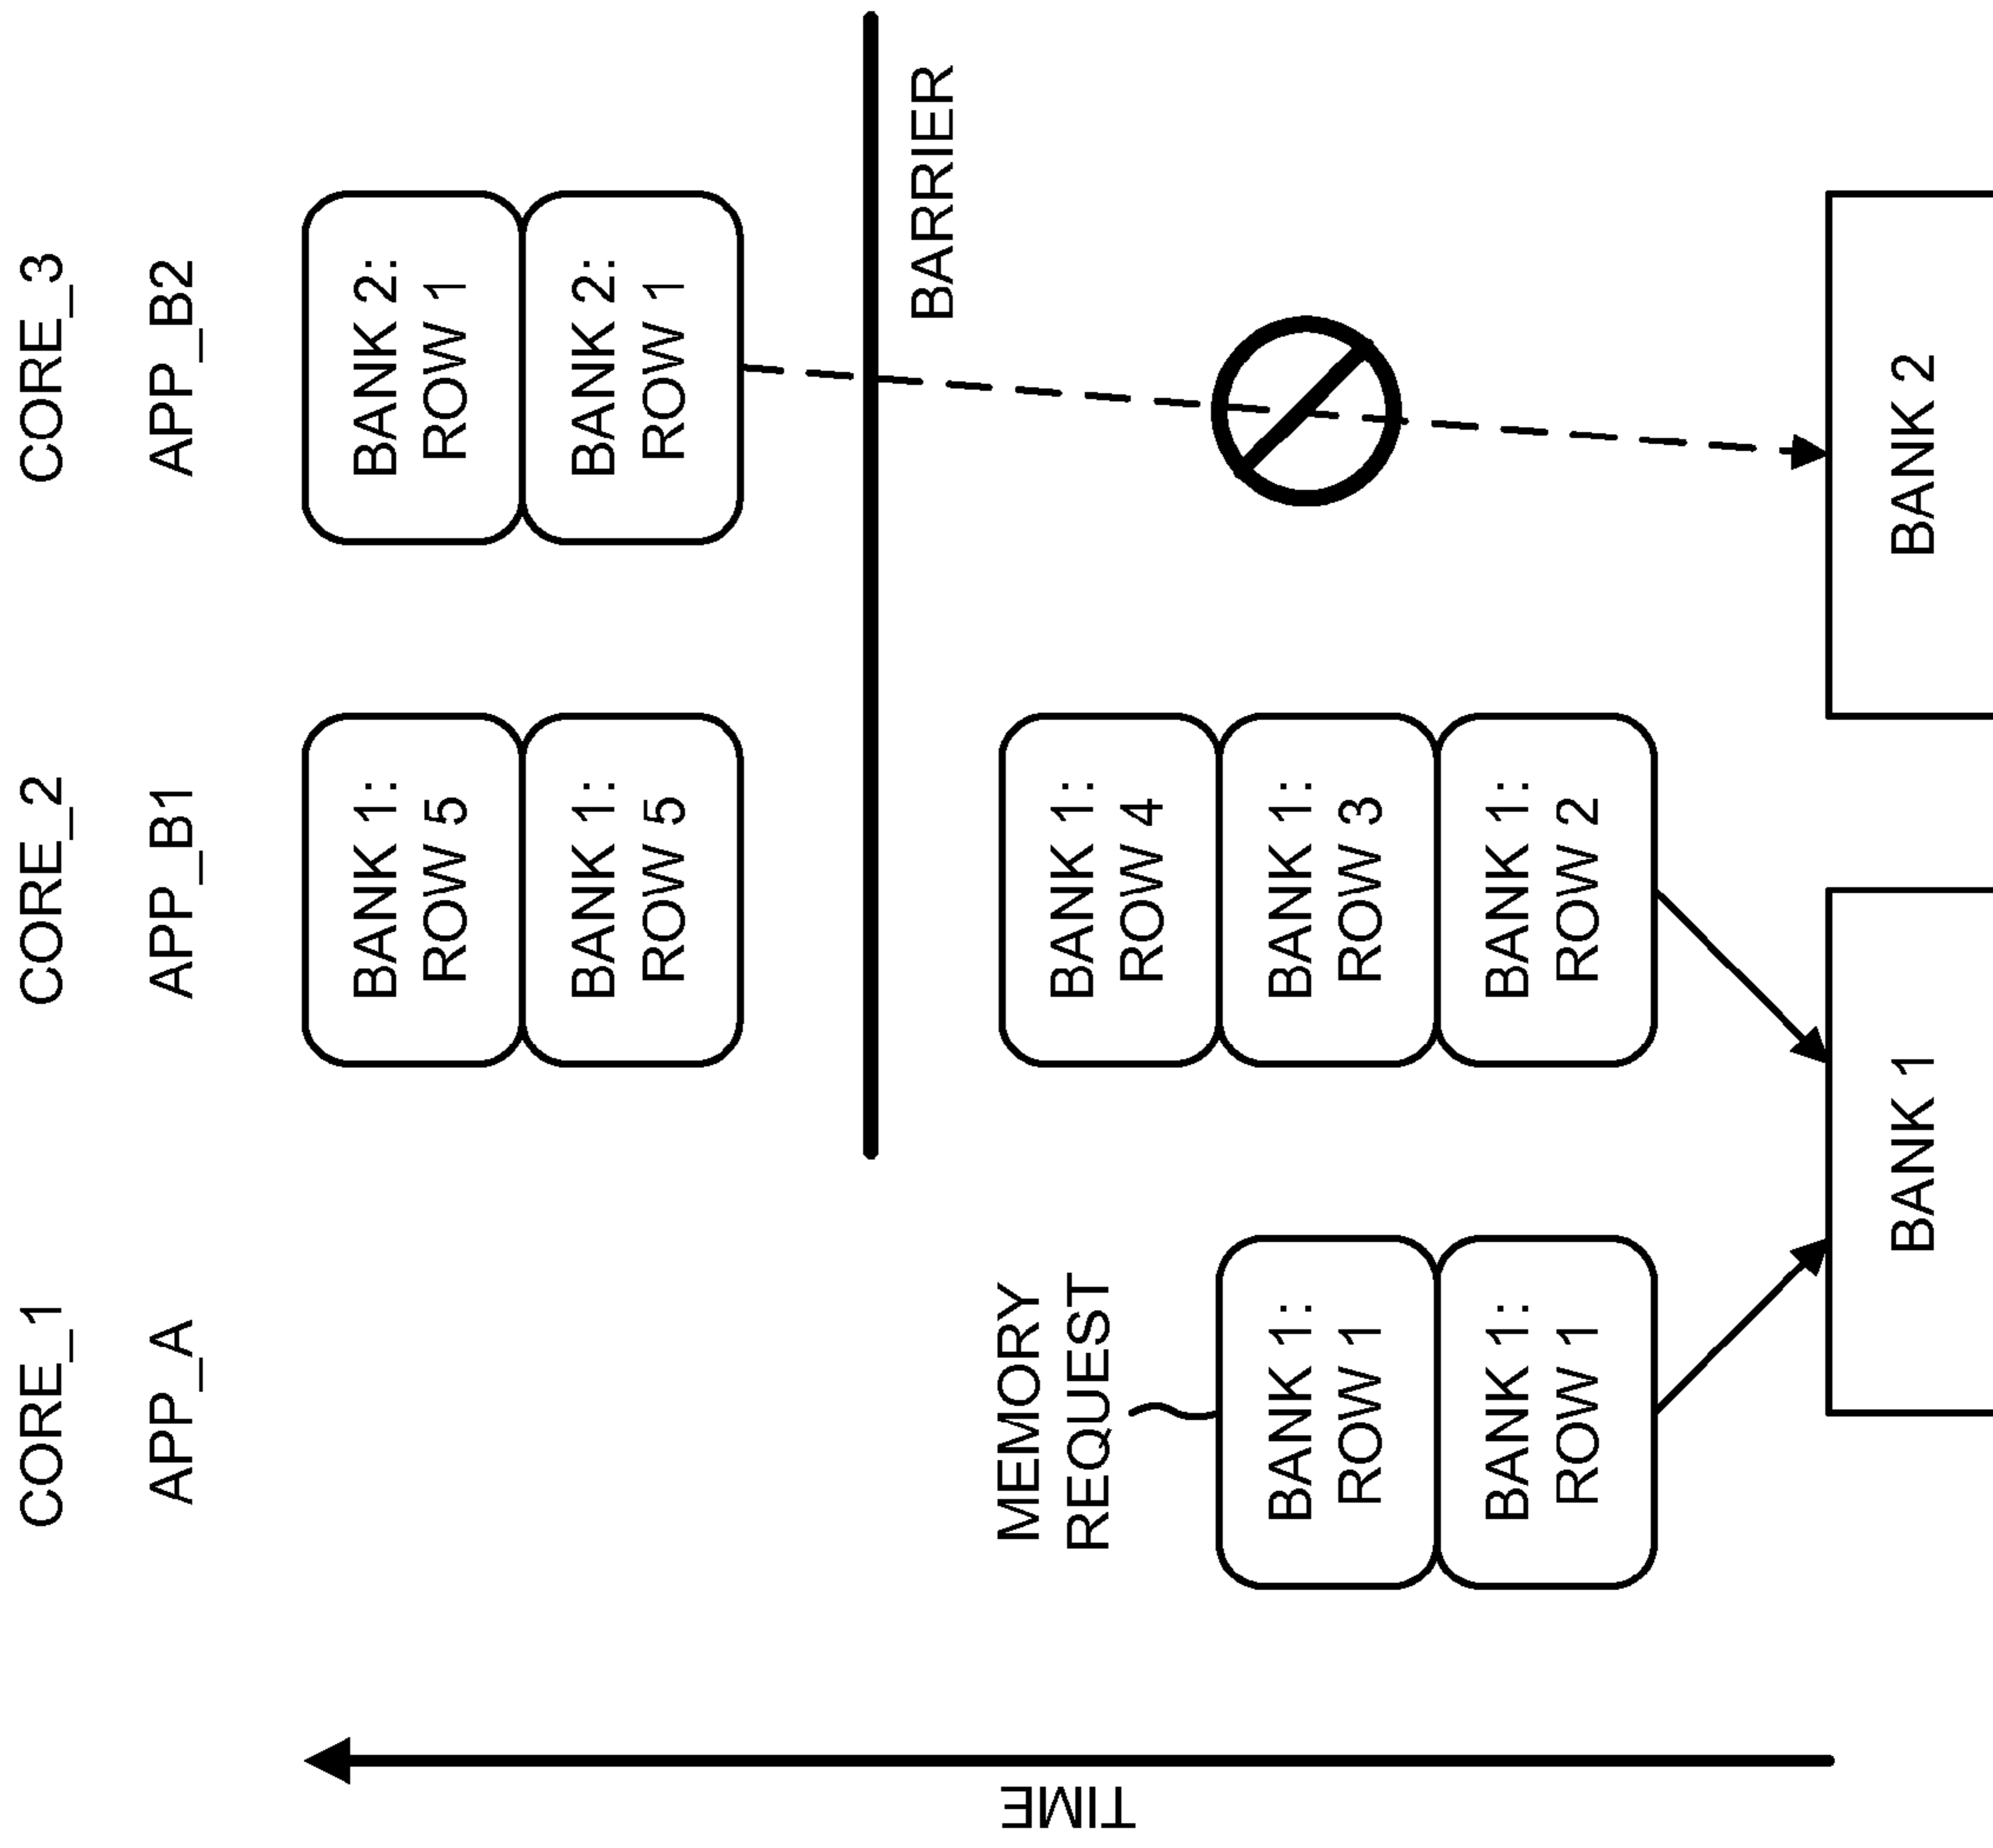 CORE_1
CORE_2
CORE_3
APP_A
APP_B1
APP_B2
BANK 1:
ROW 5
BANK 2:
ROW 1
BANK 1:
ROW 5
BANK 2:
ROW 1
BARRIER
MEMORY
REQUEST
BANK 1:
ROW 4
BANK 1:
ROW 1
BANK 1:
ROW 3
BANK 1:
ROW 1
BANK 1:
ROW 2
BANK 1
BANK 2
TIME